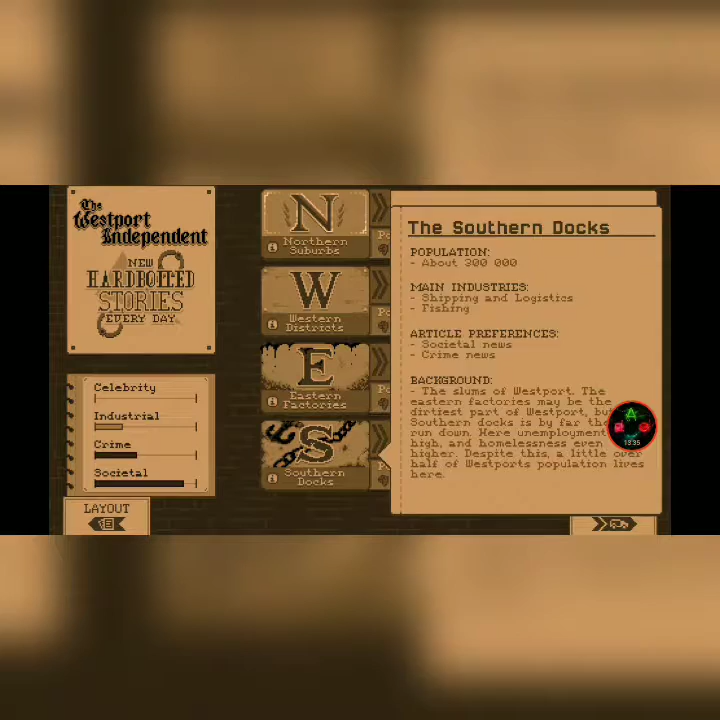 The
Westport
Independent
NEW
HARDBOILED
STORIES
EVERY DAY
Celebrity
Industrial
Crime
Societal
LAYOUT
N
Northern
Suburbs
W
Western
Districts
E
Eastern
Factories
S
Southern
Docks
Po
Po
Po
P
The Southern Docks
POPULATION:
- About 300 000
MAIN INDUSTRIES:
- Shipping and Logistics
- Fishing
ARTICLE PREFERENCES:
- Societal news
- Crime news
BACKGROUND:
- The slums of Westport. The
eastern factories may be the
dirtiest part of Westport, but
Southern docks is by far the
run down. Here unemployment
high, and homelessness even
higher. Despite this, a little over
half of Westports population lives
here.
A
1335